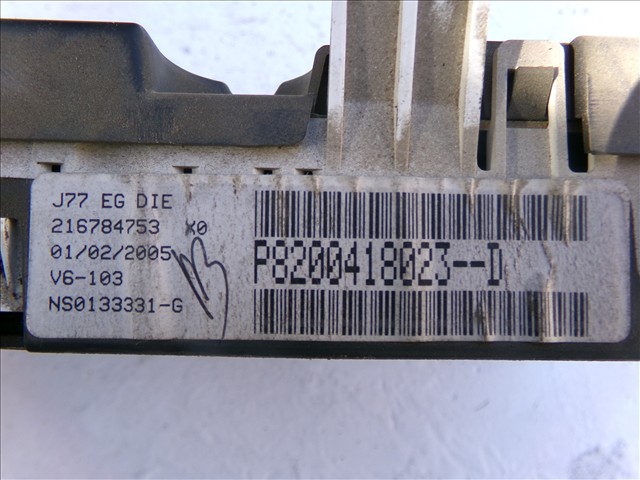 J77 EG DIE
216784753 X0
01/02/2005
V6-103
NS0133331-G
P8200418023--D